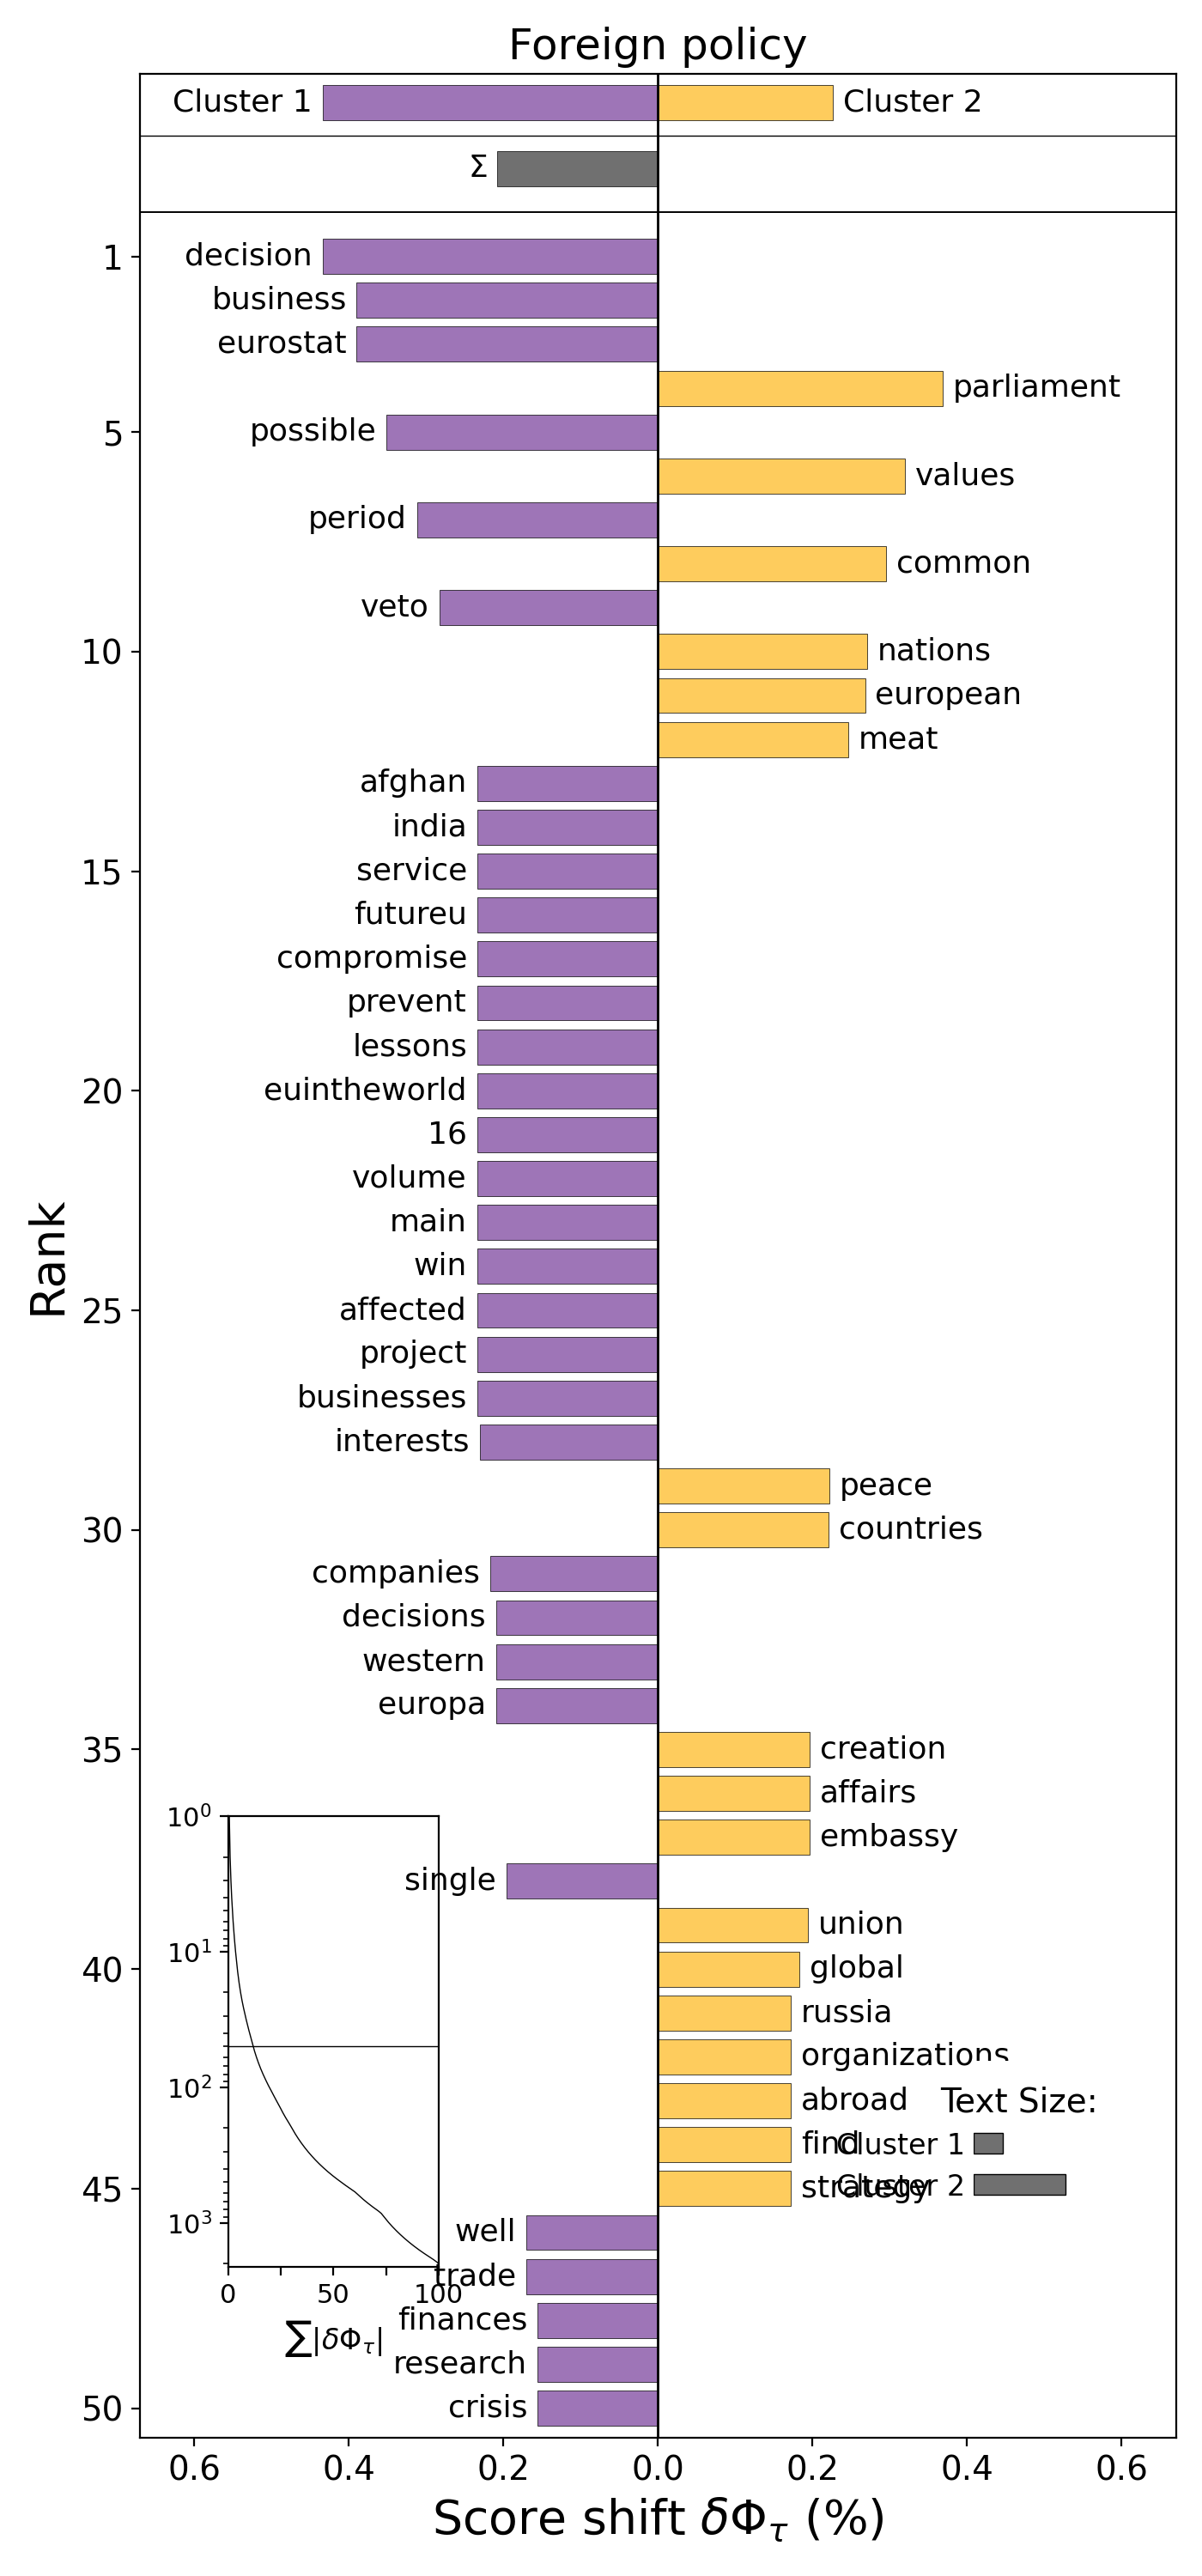 Foreign policy
Cluster 1
Cluster 2
Σ
1
decision
business
eurostat
parliament
5
possible
values
period
common
veto
10
nations
european
meat
afghan
india
15
service
futureu
compromise
prevent
lessons
20
euintheworld
16
volume
main
win
25
affected
project
businesses
interests
peace
30
countries
companies
decisions
western
europa
35
creation
affairs
embassy
single
union
40
global
russia
organizations
abroad
find
45
strategy
well
trade
finances
research
50
crisis
Rank
10⁰
10¹
10²
10³
0 50 100
∑|δΦτ|
Text Size:
Cluster 1
Cluster 2
0.6 0.4 0.2 0.0 0.2 0.4 0.6
Score shift δΦτ (%)